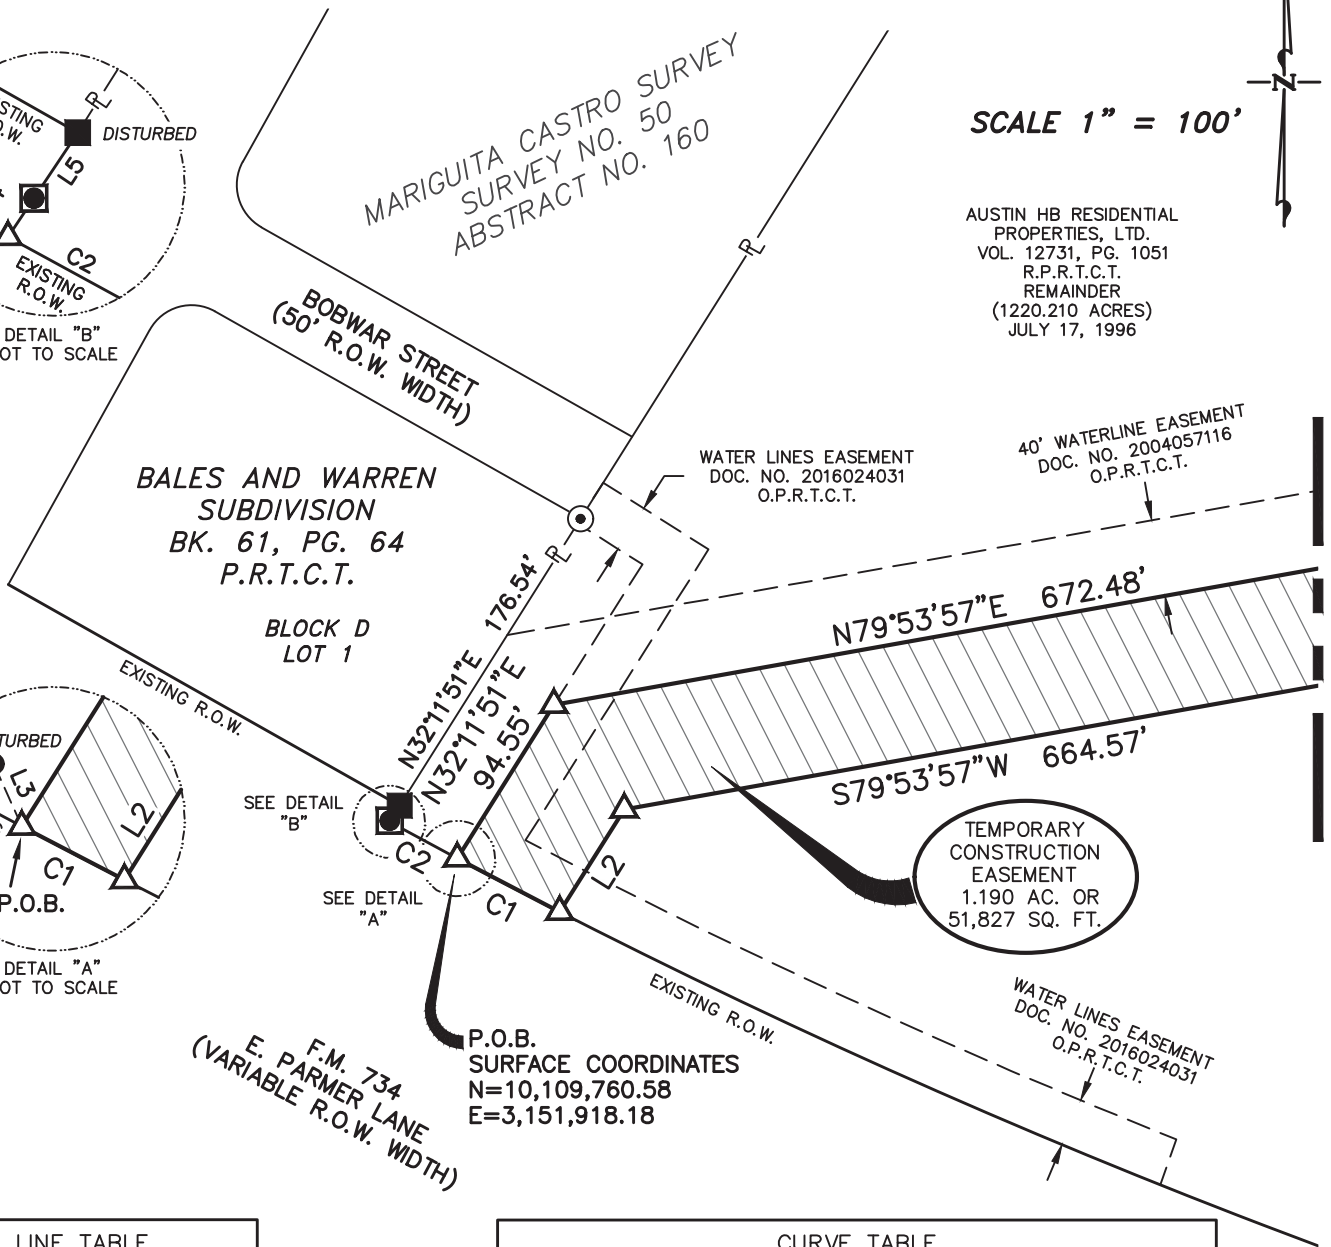 MARIGUITA CASTRO SURVEY
SURVEY NO. 50
ABSTRACT NO. 160
SCALE 1" = 100'
N
AUSTIN HB RESIDENTIAL
PROPERTIES, LTD.
VOL. 12731, PG. 1051
R.P.R.T.C.T.
REMAINDER
(1220.210 ACRES)
JULY 17, 1996
PL
DISTURBED
L5
C2
EXISTING
R.O.W.
DETAIL "B"
OT TO SCALE
STING
O.W.
PL
BOBWAR STREET
(50' R.O.W. WIDTH)
BALES AND WARREN
SUBDIVISION
BK. 61, PG. 64
P.R.T.C.T.
BLOCK D
LOT 1
EXISTING R.O.W.
WATER LINES EASEMENT
DOC. NO. 2016024031
O.P.R.T.C.T.
40' WATERLINE EASEMENT
DOC. NO. 2004057116
O.P.R.T.C.T.
PL
N32°11'51"E 176.54'
N32°11'51"E
94.55'
N79°53'57"E 672.48'
S79°53'57"W 664.57'
SEE DETAIL
"B"
C2
SEE DETAIL
"A"
C1
L2
TEMPORARY
CONSTRUCTION
EASEMENT
1.190 AC. OR
51,827 SQ. FT.
TURBED
L3
L2
C1
P.O.B.
DETAIL "A"
OT TO SCALE
EXISTING R.O.W.
WATER LINES EASEMENT
DOC. NO. 2016024031
O.P.R.T.C.T.
P.O.B.
SURFACE COORDINATES
N=10,109,760.58
E=3,151,918.18
F.M. 734
E. PARMER LANE
(VARIABLE R.O.W. WIDTH)
LINE TABLE
CURVE TABLE